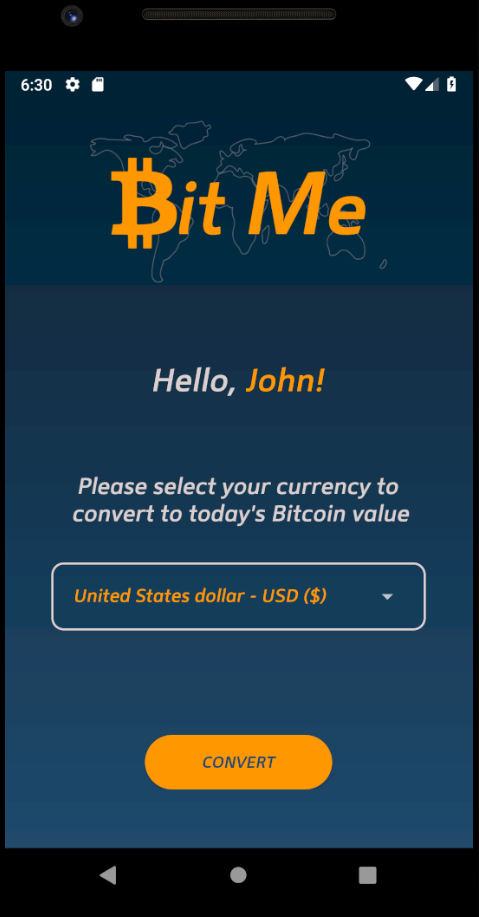 6:30
Bit Me
Hello, John!
Please select your currency to
convert to today's Bitcoin value
United States dollar - USD ($)
CONVERT